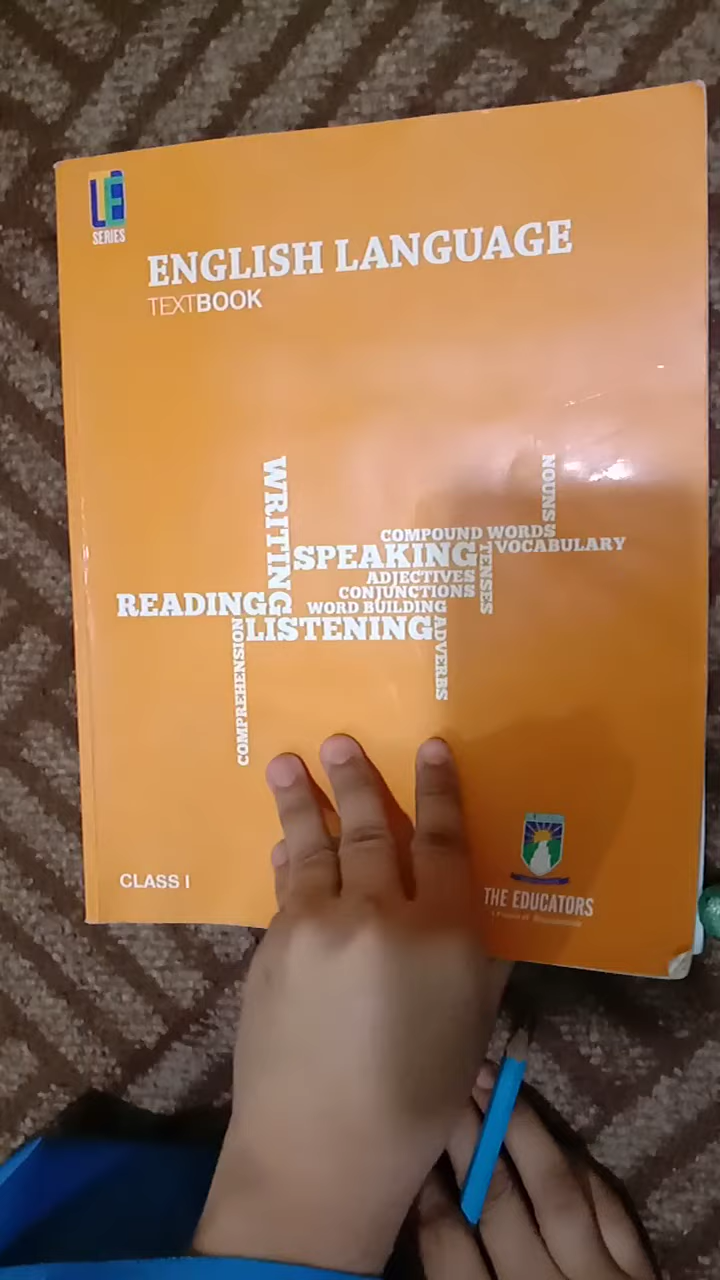 LE
SERIES
ENGLISH LANGUAGE
TEXTBOOK
WRITING
NOUNS
COMPOUND WORDS
VOCABULARY
SPEAKING
TENSES
ADJECTIVES
CONJUNCTIONS
READING
WORD BUILDING
LISTENING
COMPREHENSION
ADVERBS
CLASS I
THE EDUCATORS